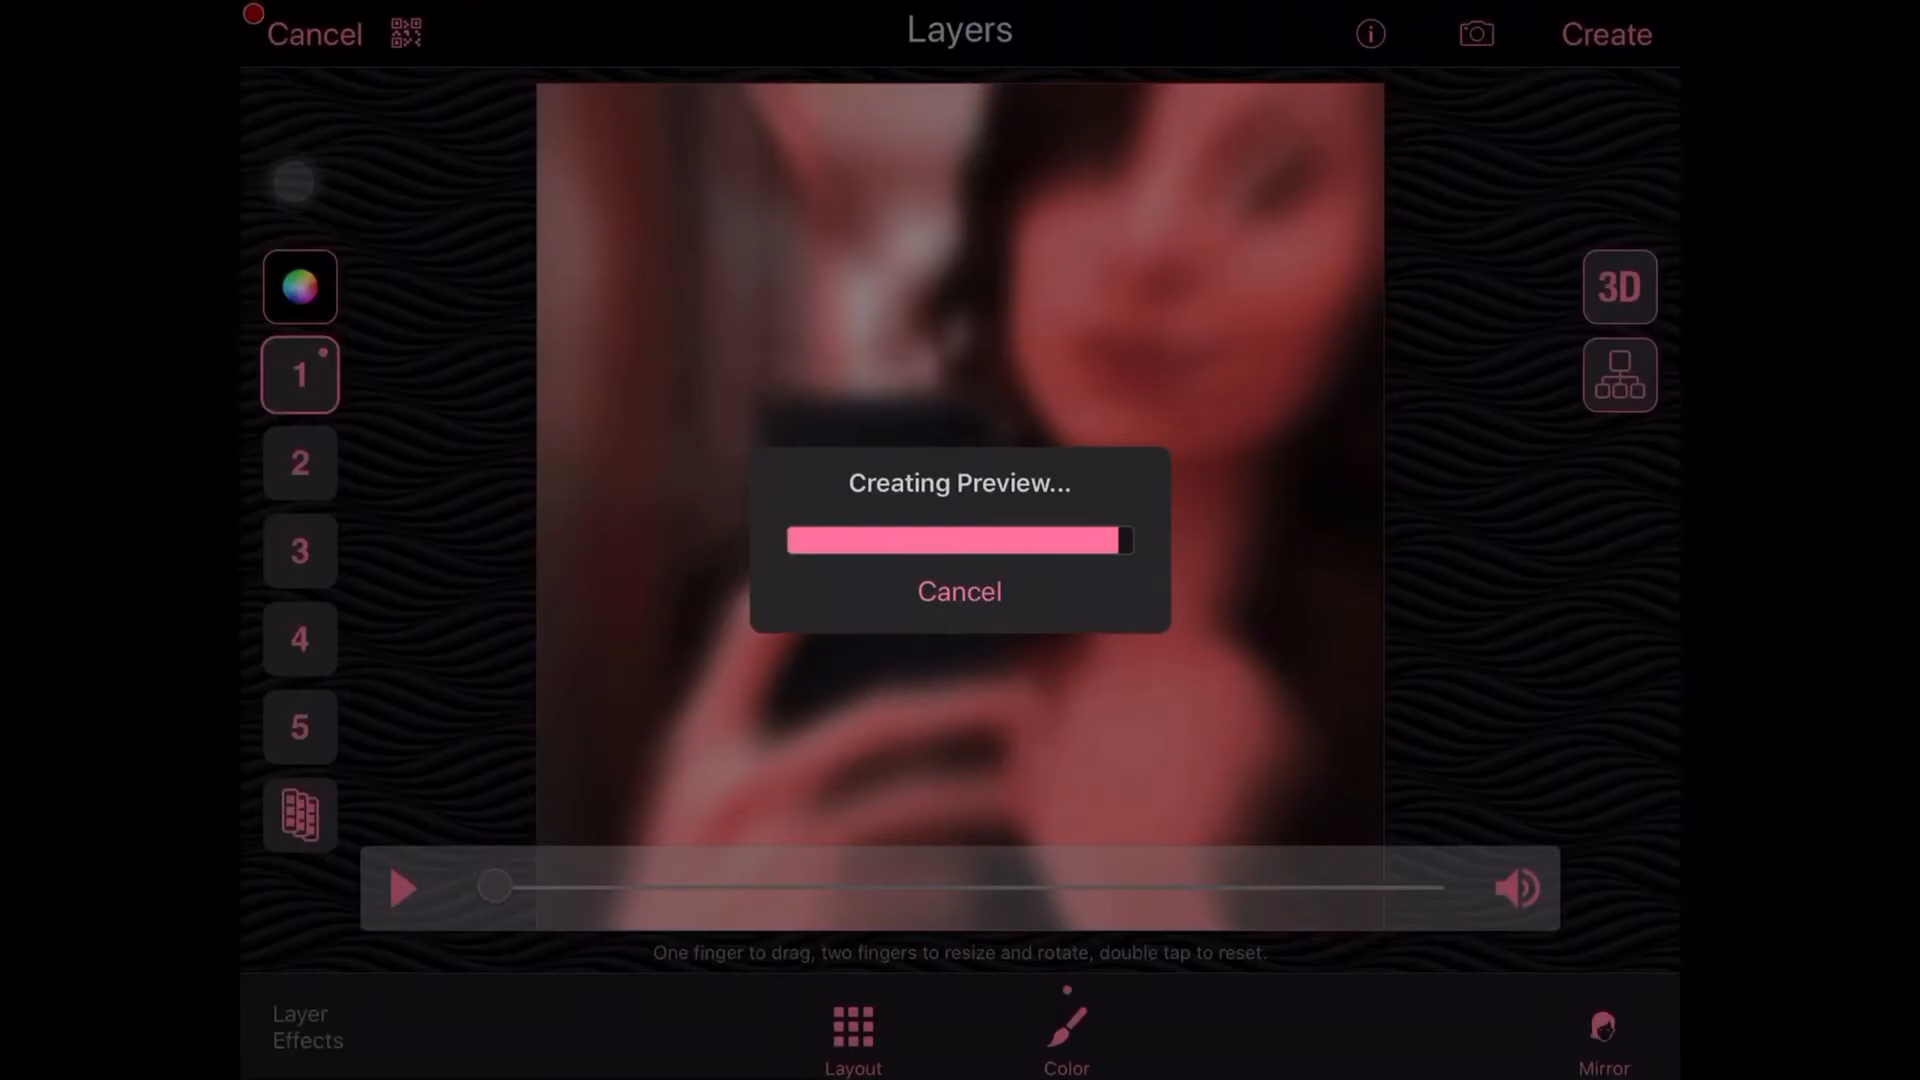 Cancel
Layers
Create
3D
1
2
3
4
5
Creating Preview...
Cancel
One finger to drag, two fingers to resize and rotate, double tap to reset.
Layer
Effects
Layout
Color
Mirror